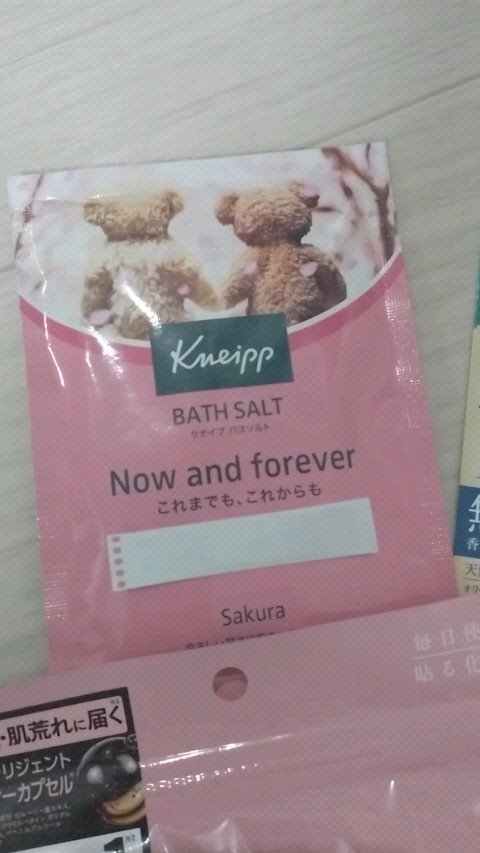 Kneipp
BATH SALT
クナイプ バスソルト
Now and forever
これまでも、これからも
Sakura
毎日使
貼る化
・肌荒れに届く
リジェント
ーカプセル
香
天